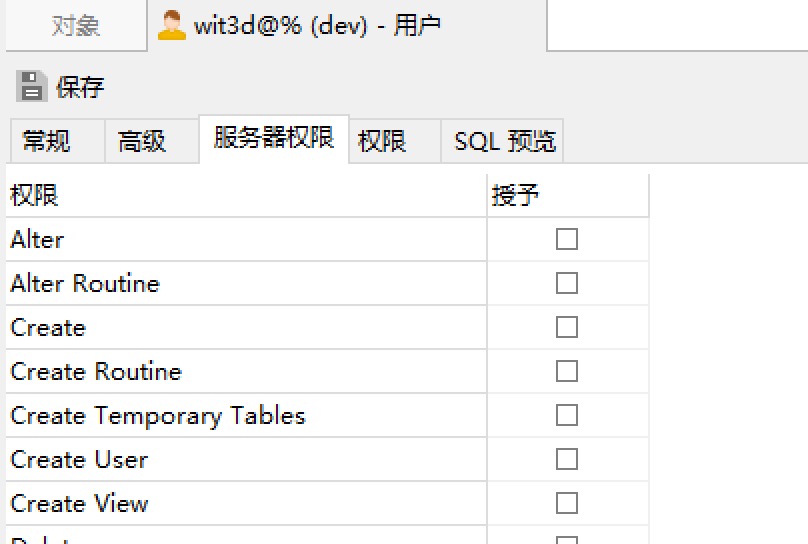 对象 wit3d@% (dev) - 用户
保存
常规 高级 服务器权限 权限 SQL 预览
权限 授予
Alter
Alter Routine
Create
Create Routine
Create Temporary Tables
Create User
Create View